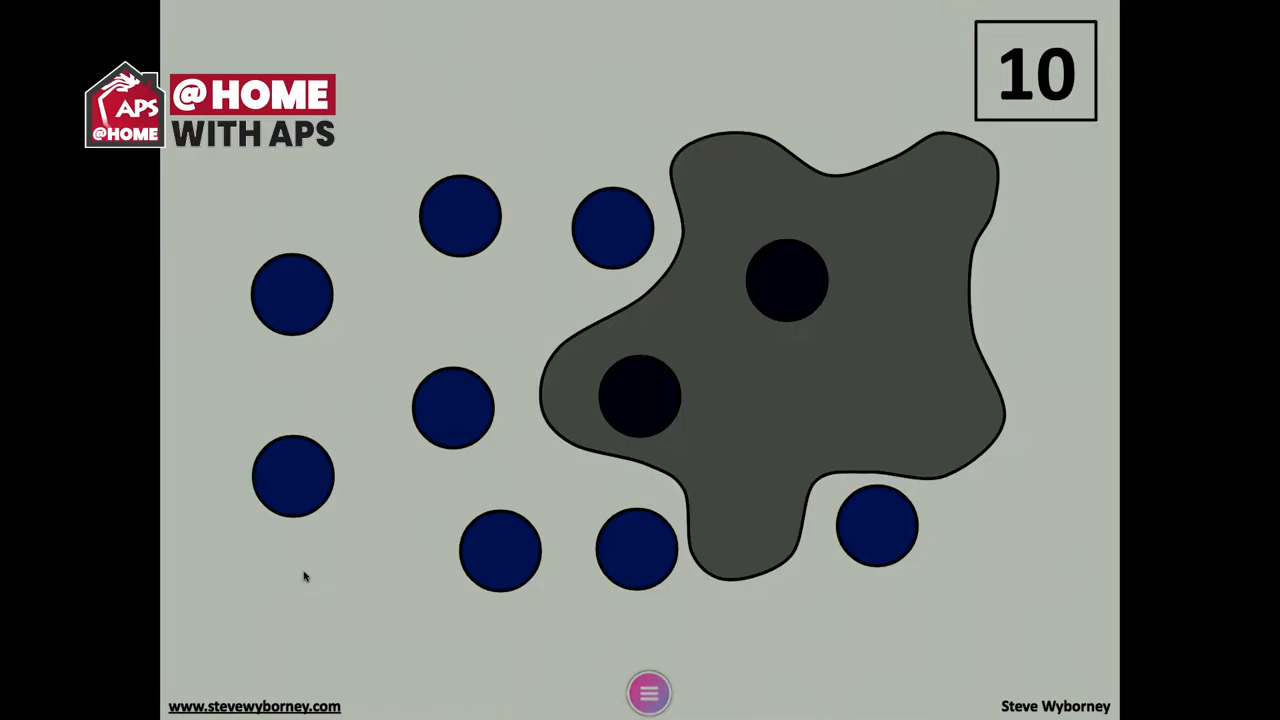 10
APS
@HOME
@HOME
WITH APS
www.stevewyborney.com
Steve Wyborney